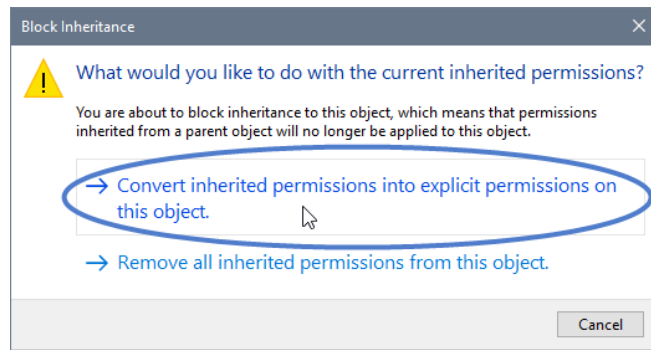 Block Inheritance
What would you like to do with the current inherited permissions?
You are about to block inheritance to this object, which means that permissions
inherited from a parent object will no longer be applied to this object.
→ Convert inherited permissions into explicit permissions on
this object.
→ Remove all inherited permissions from this object.
Cancel